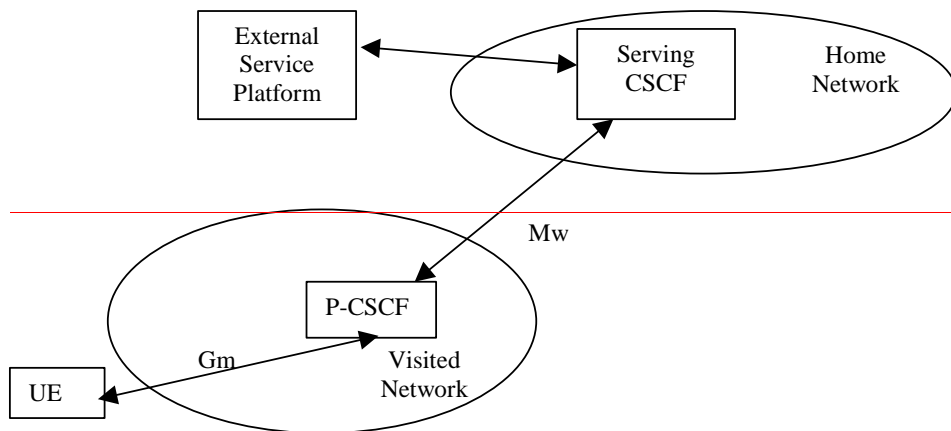 External
Service
Platform
Serving
CSCF
Home
Network
Mw
P-CSCF
Gm
Visited
Network
UE